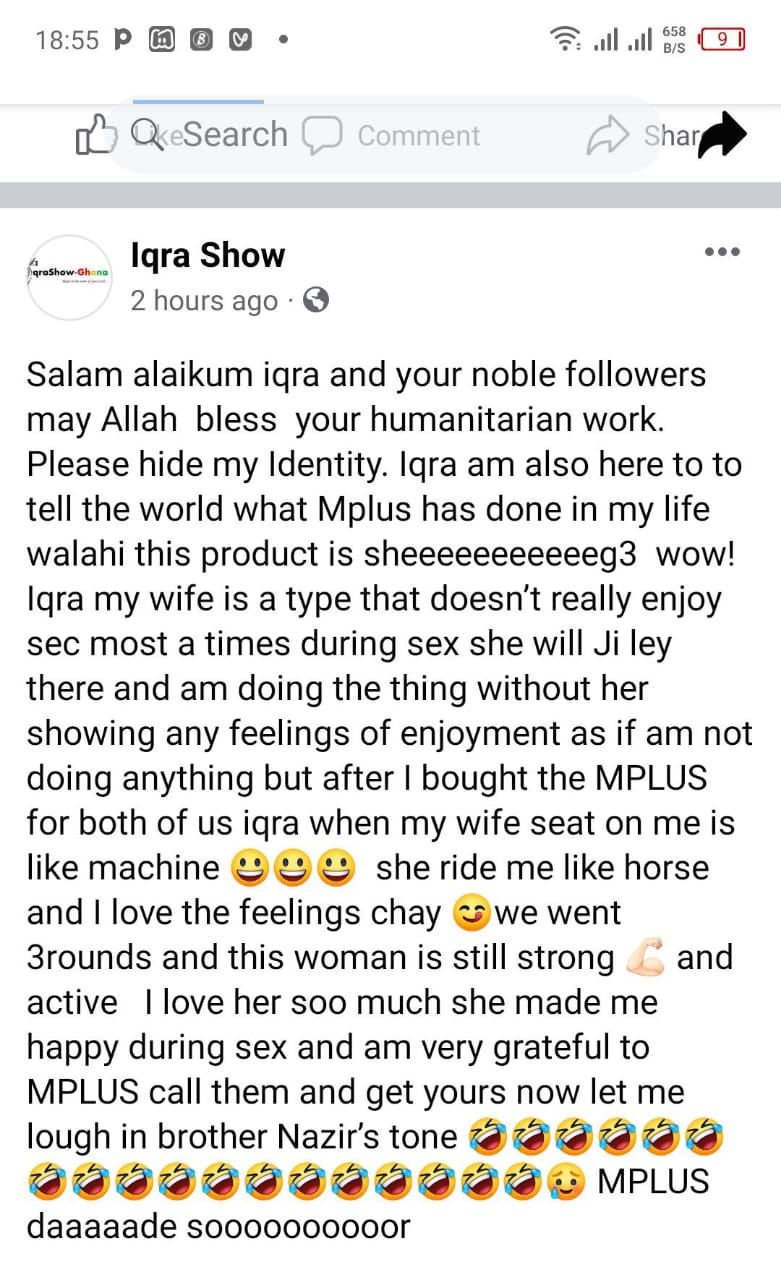 18:55
658
B/S
9
Like Search Comment Shar
IqraShow-Ghana
Iqra Show
2 hours ago ·
Salam alaikum iqra and your noble followers
may Allah  bless  your humanitarian work.
Please hide my Identity. Iqra am also here to to
tell the world what Mplus has done in my life
walahi this product is sheeeeeeeeeeeg3  wow!
Iqra my wife is a type that doesn’t really enjoy
sec most a times during sex she will Ji ley
there and am doing the thing without her
showing any feelings of enjoyment as if am not
doing anything but after I bought the MPLUS
for both of us iqra when my wife seat on me is
like machine 😀😀😀  she ride me like horse
and I love the feelings chay 😋we went
3rounds and this woman is still strong 💪🏻 and
active   I love her soo much she made me
happy during sex and am very grateful to
MPLUS call them and get yours now let me
lough in brother Nazir’s tone 🤣🤣🤣🤣🤣🤣
🤣🤣🤣🤣🤣🤣🤣🤣🤣🤣🤣🤣🥲 MPLUS
daaaaade soooooooooor